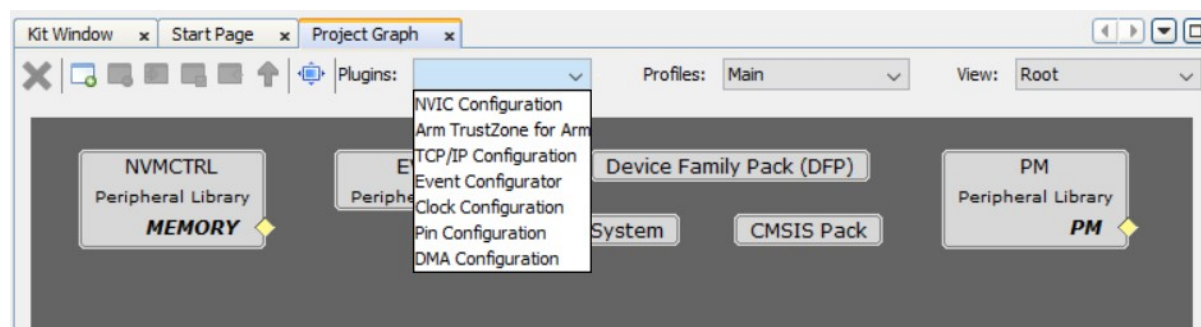 Kit Window x Start Page x Project Graph x
Plugins: Profiles: Main View: Root
NVIC Configuration
Arm TrustZone for Arm
TCP/IP Configuration
Event Configurator
Clock Configuration
Pin Configuration
DMA Configuration
NVMCTRL
Peripheral Library
MEMORY
Device Family Pack (DFP)
System
CMSIS Pack
PM
Peripheral Library
PM